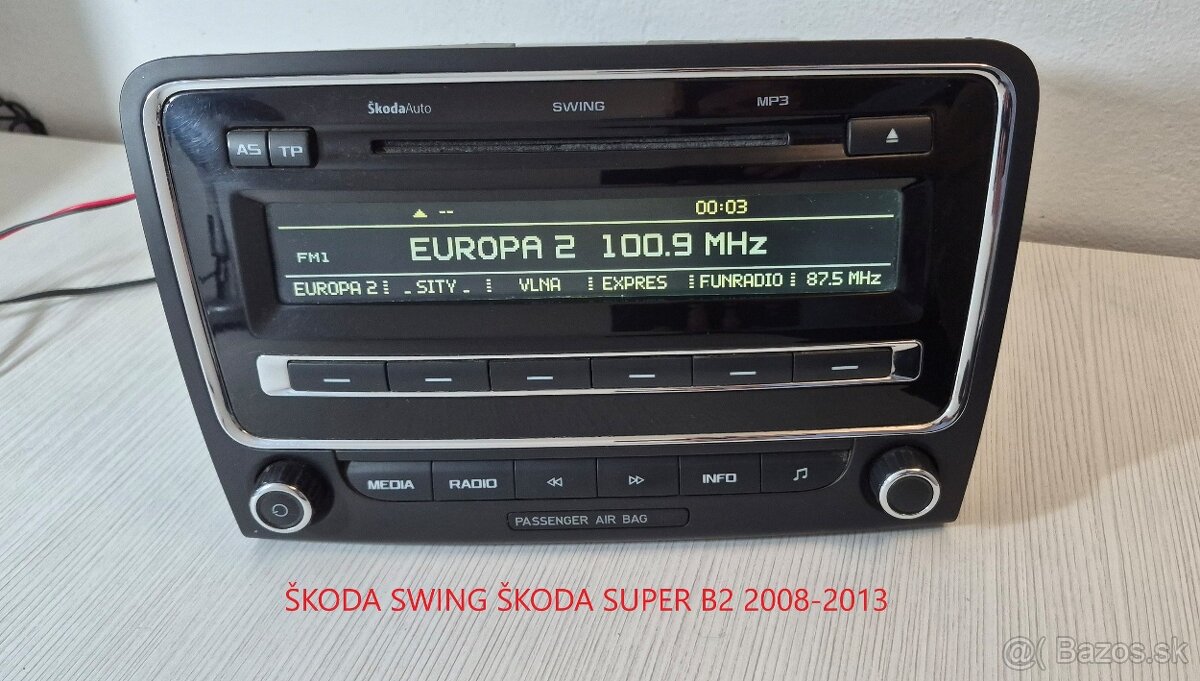 ŠkodaAuto SWING MP3
AS TP
-- 00:03
FM1 EUROPA 2 100.9 MHz
EUROPA 2 _SITY_ VLNA EXPRES FUNRADIO 87.5 MHz
MEDIA RADIO INFO
PASSENGER AIR BAG
ŠKODA SWING ŠKODA SUPER B2 2008-2013
@( Bazos.sk